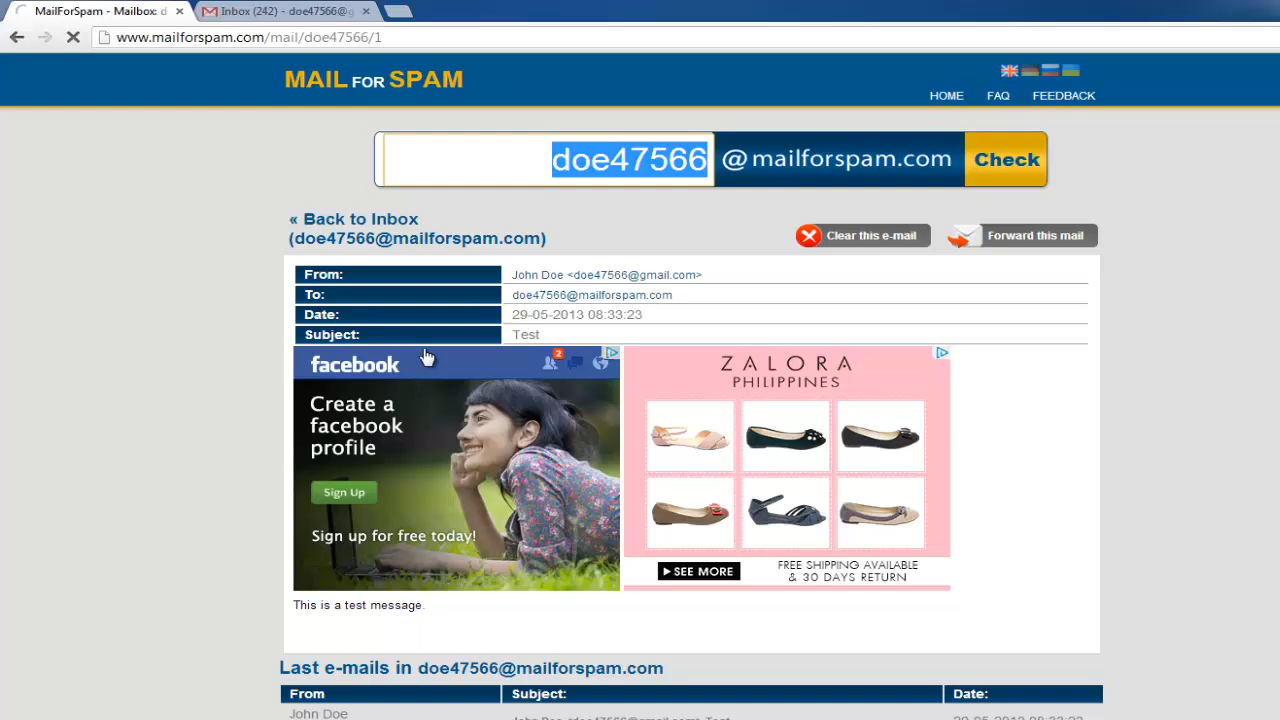 MailForSpam - Mailbox: d
Inbox (242) - doe47566@g
www.mailforspam.com/mail/doe47566/1
MAIL FOR SPAM
HOME FAQ FEEDBACK
doe47566 @mailforspam.com Check
« Back to Inbox
(doe47566@mailforspam.com)
Clear this e-mail
Forward this mail
From: John Doe <doe47566@gmail.com>
To: doe47566@mailforspam.com
Date: 29-05-2013 08:33:23
Subject: Test
facebook 2
Create a
facebook
profile
Sign Up
Sign up for free today!
ZALORA
PHILIPPINES
SEE MORE
FREE SHIPPING AVAILABLE
& 30 DAYS RETURN
This is a test message.
Last e-mails in doe47566@mailforspam.com
From Subject: Date:
John Doe